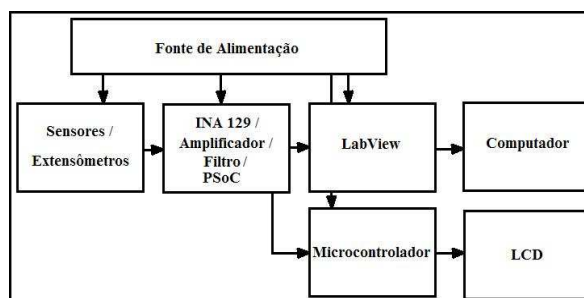 Fonte de Alimentação
Sensores /
Extensômetros
INA 129 /
Amplificador /
Filtro /
PSoC
LabView
Computador
Microcontrolador
LCD